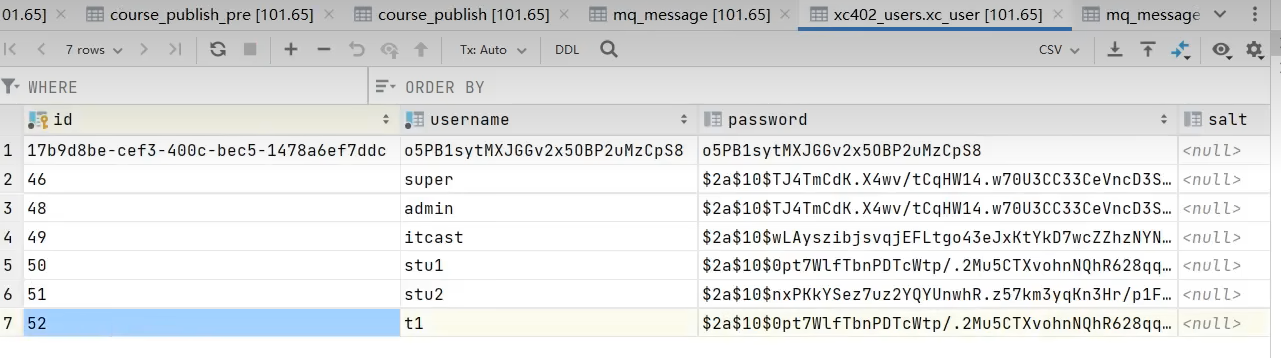 01.65] course_publish_pre [101.65] course_publish [101.65] mq_message [101.65] xc402_users.xc_user [101.65] mq_message
7 rows Tx: Auto DDL CSV
WHERE ORDER BY
id username password salt
1 17b9d8be-cef3-400c-bec5-1478a6ef7ddc o5PB1sytMXJGGv2x5OBP2uMzCpS8 o5PB1sytMXJGGv2x5OBP2uMzCpS8 <null>
2 46 super $2a$10$TJ4TmCdK.X4wv/tCqHW14.w70U3CC33CeVncD3S… <null>
3 48 admin $2a$10$TJ4TmCdK.X4wv/tCqHW14.w70U3CC33CeVncD3S… <null>
4 49 itcast $2a$10$wLAyszibjsvqjEFLtgo43eJxKtYkD7wcZZhzNYN… <null>
5 50 stu1 $2a$10$0pt7WlfTbnPDTcWtp/.2Mu5CTXvohnNQhR628qq… <null>
6 51 stu2 $2a$10$nxPKkYSez7uz2YQYUnwhR.z57km3yqKn3Hr/p1F… <null>
7 52 t1 $2a$10$0pt7WlfTbnPDTcWtp/.2Mu5CTXvohnNQhR628qq… <null>